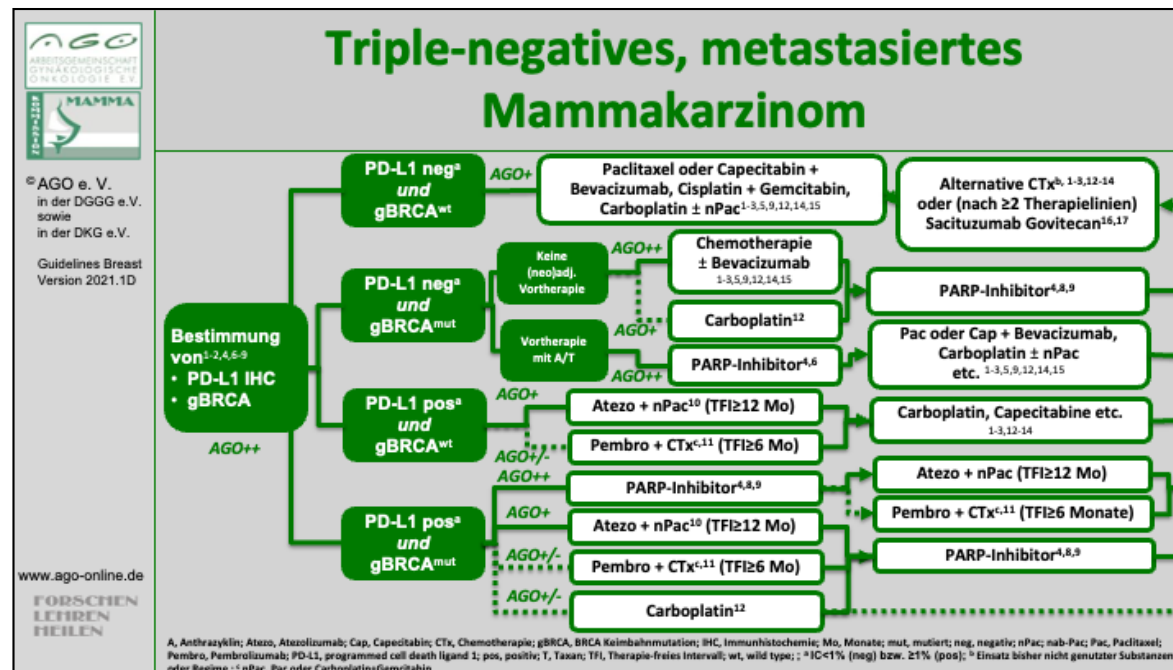 AGO
ARBEITSGEMEINSCHAFT
GYNÄKOLOGISCHE
ONKOLOGIE E.V.
KOMMISSION
MAMMA
© AGO e. V.
in der DGGG e.V.
sowie
in der DKG e.V.
Guidelines Breast
Version 2021.1D
www.ago-online.de
FORSCHEN
LEHREN
HEILEN
Triple-negatives, metastasiertes
Mammakarzinom
Bestimmung
von1-2,4,6-9
• PD-L1 IHC
• gBRCA
AGO++
PD-L1 nega
und
gBRCAwt
AGO+
Paclitaxel oder Capecitabin +
Bevacizumab, Cisplatin + Gemcitabin,
Carboplatin ± nPac1-3,5,9,12,14,15
Alternative CTxb, 1-3,12-14
oder (nach ≥2 Therapielinien)
Sacituzumab Govitecan16,17
PD-L1 nega
und
gBRCAmut
Keine
(neo)adj.
Vortherapie
AGO++
Chemotherapie
± Bevacizumab
1-3,5,9,12,14,15
AGO+
Carboplatin12
PARP-Inhibitor4,8,9
Vortherapie
mit A/T
AGO++
PARP-Inhibitor4,6
Pac oder Cap + Bevacizumab,
Carboplatin ± nPac
etc. 1-3,5,9,12,14,15
PD-L1 posa
und
gBRCAwt
AGO+
Atezo + nPac10 (TFI≥12 Mo)
AGO+/-
Pembro + CTxc,11 (TFI≥6 Mo)
Carboplatin, Capecitabine etc.
1-3,12-14
PD-L1 posa
und
gBRCAmut
AGO++
PARP-Inhibitor4,8,9
Atezo + nPac (TFI≥12 Mo)
Pembro + CTxc,11 (TFI≥6 Monate)
AGO+
Atezo + nPac10 (TFI≥12 Mo)
AGO+/-
Pembro + CTxc,11 (TFI≥6 Mo)
PARP-Inhibitor4,8,9
AGO+/-
Carboplatin12
A, Anthrazyklin; Atezo, Atezolizumab; Cap, Capecitabin; CTx, Chemotherapie; gBRCA, BRCA Keimbahnmutation; IHC, Immunhistochemie; Mo, Monate; mut, mutiert; neg, negativ; nPac; nab-Pac; Pac, Paclitaxel;
Pembro, Pembrolizumab; PD-L1, programmed cell death ligand 1; pos, positiv; T, Taxan; TFI, Therapie-freies Intervall; wt, wild type; ; a IC<1% (neg) bzw. ≥1% (pos); b Einsatz bisher nicht genutzter Substanzen
oder Regime ; c nPac, Pac oder Carboplatin±Gemcitabin